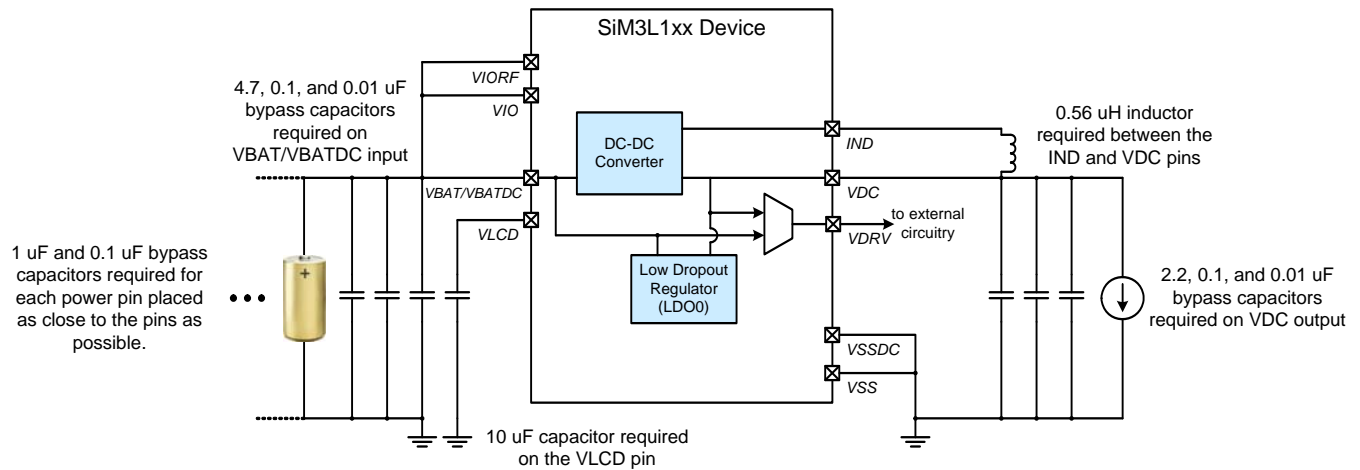 SiM3L1xx Device
VIORF
VIO
4.7, 0.1, and 0.01 uF
bypass capacitors
required on
VBAT/VBATDC input
VBAT/VBATDC
VLCD
DC-DC
Converter
Low Dropout
Regulator
(LDO0)
IND
VDC
VDRV
to external
circuitry
VSSDC
VSS
0.56 uH inductor
required between the
IND and VDC pins
1 uF and 0.1 uF bypass
capacitors required for
each power pin placed
as close to the pins as
possible.
+
2.2, 0.1, and 0.01 uF
bypass capacitors
required on VDC output
10 uF capacitor required
on the VLCD pin